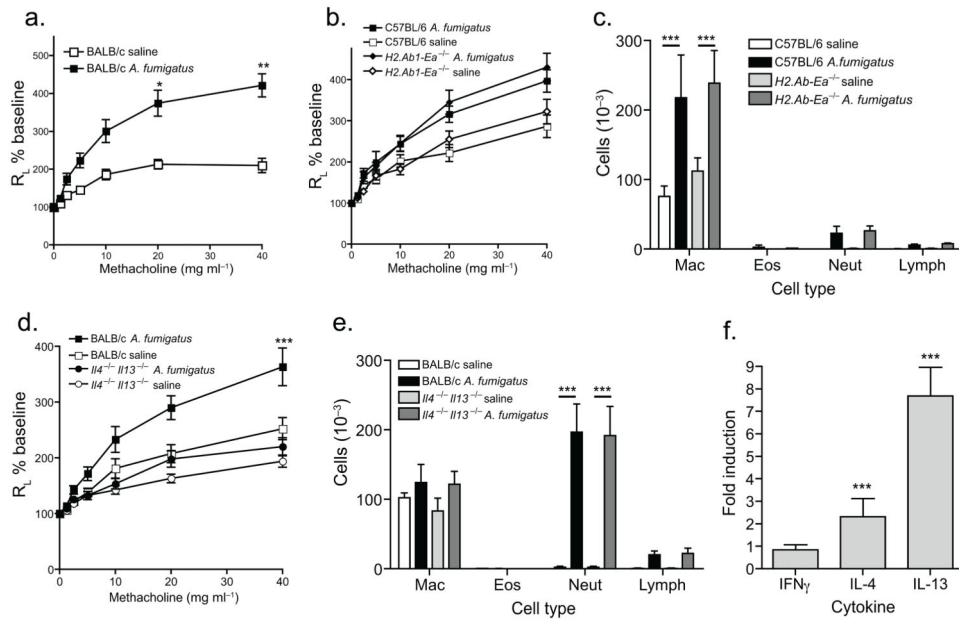 a.
BALB/c saline
BALB/c A. fumigatus
500
400
300
200
100
0
**
*
R_L % baseline
0 10 20 30 40
Methacholine (mg ml⁻¹)
b.
C57BL/6 A. fumigatus
C57BL/6 saline
H2.Ab1-Ea⁻/⁻ A. fumigatus
H2.Ab1-Ea⁻/⁻ saline
500
400
300
200
100
0
R_L % baseline
0 10 20 30 40
Methacholine (mg ml⁻¹)
c.
*** ***
C57BL/6 saline
C57BL/6 A.fumigatus
H2.Ab-Ea⁻/⁻ saline
H2.Ab-Ea⁻/⁻ A. fumigatus
300
200
100
0
Cells (10⁻³)
Mac Eos Neut Lymph
Cell type
d.
BALB/c A. fumigatus
BALB/c saline
Il4⁻/⁻ Il13⁻/⁻ A. fumigatus
Il4⁻/⁻ Il13⁻/⁻ saline
***
400
300
200
100
0
R_L % baseline
0 10 20 30 40
Methacholine (mg ml⁻¹)
e.
BALB/c saline
BALB/c A. fumigatus
Il4⁻/⁻ Il13⁻/⁻ saline
Il4⁻/⁻ Il13⁻/⁻ A. fumigatus
*** ***
300
200
100
0
Cells (10⁻³)
Mac Eos Neut Lymph
Cell type
f.
***
***
9
8
7
6
5
4
3
2
1
0
Fold induction
IFNγ IL-4 IL-13
Cytokine